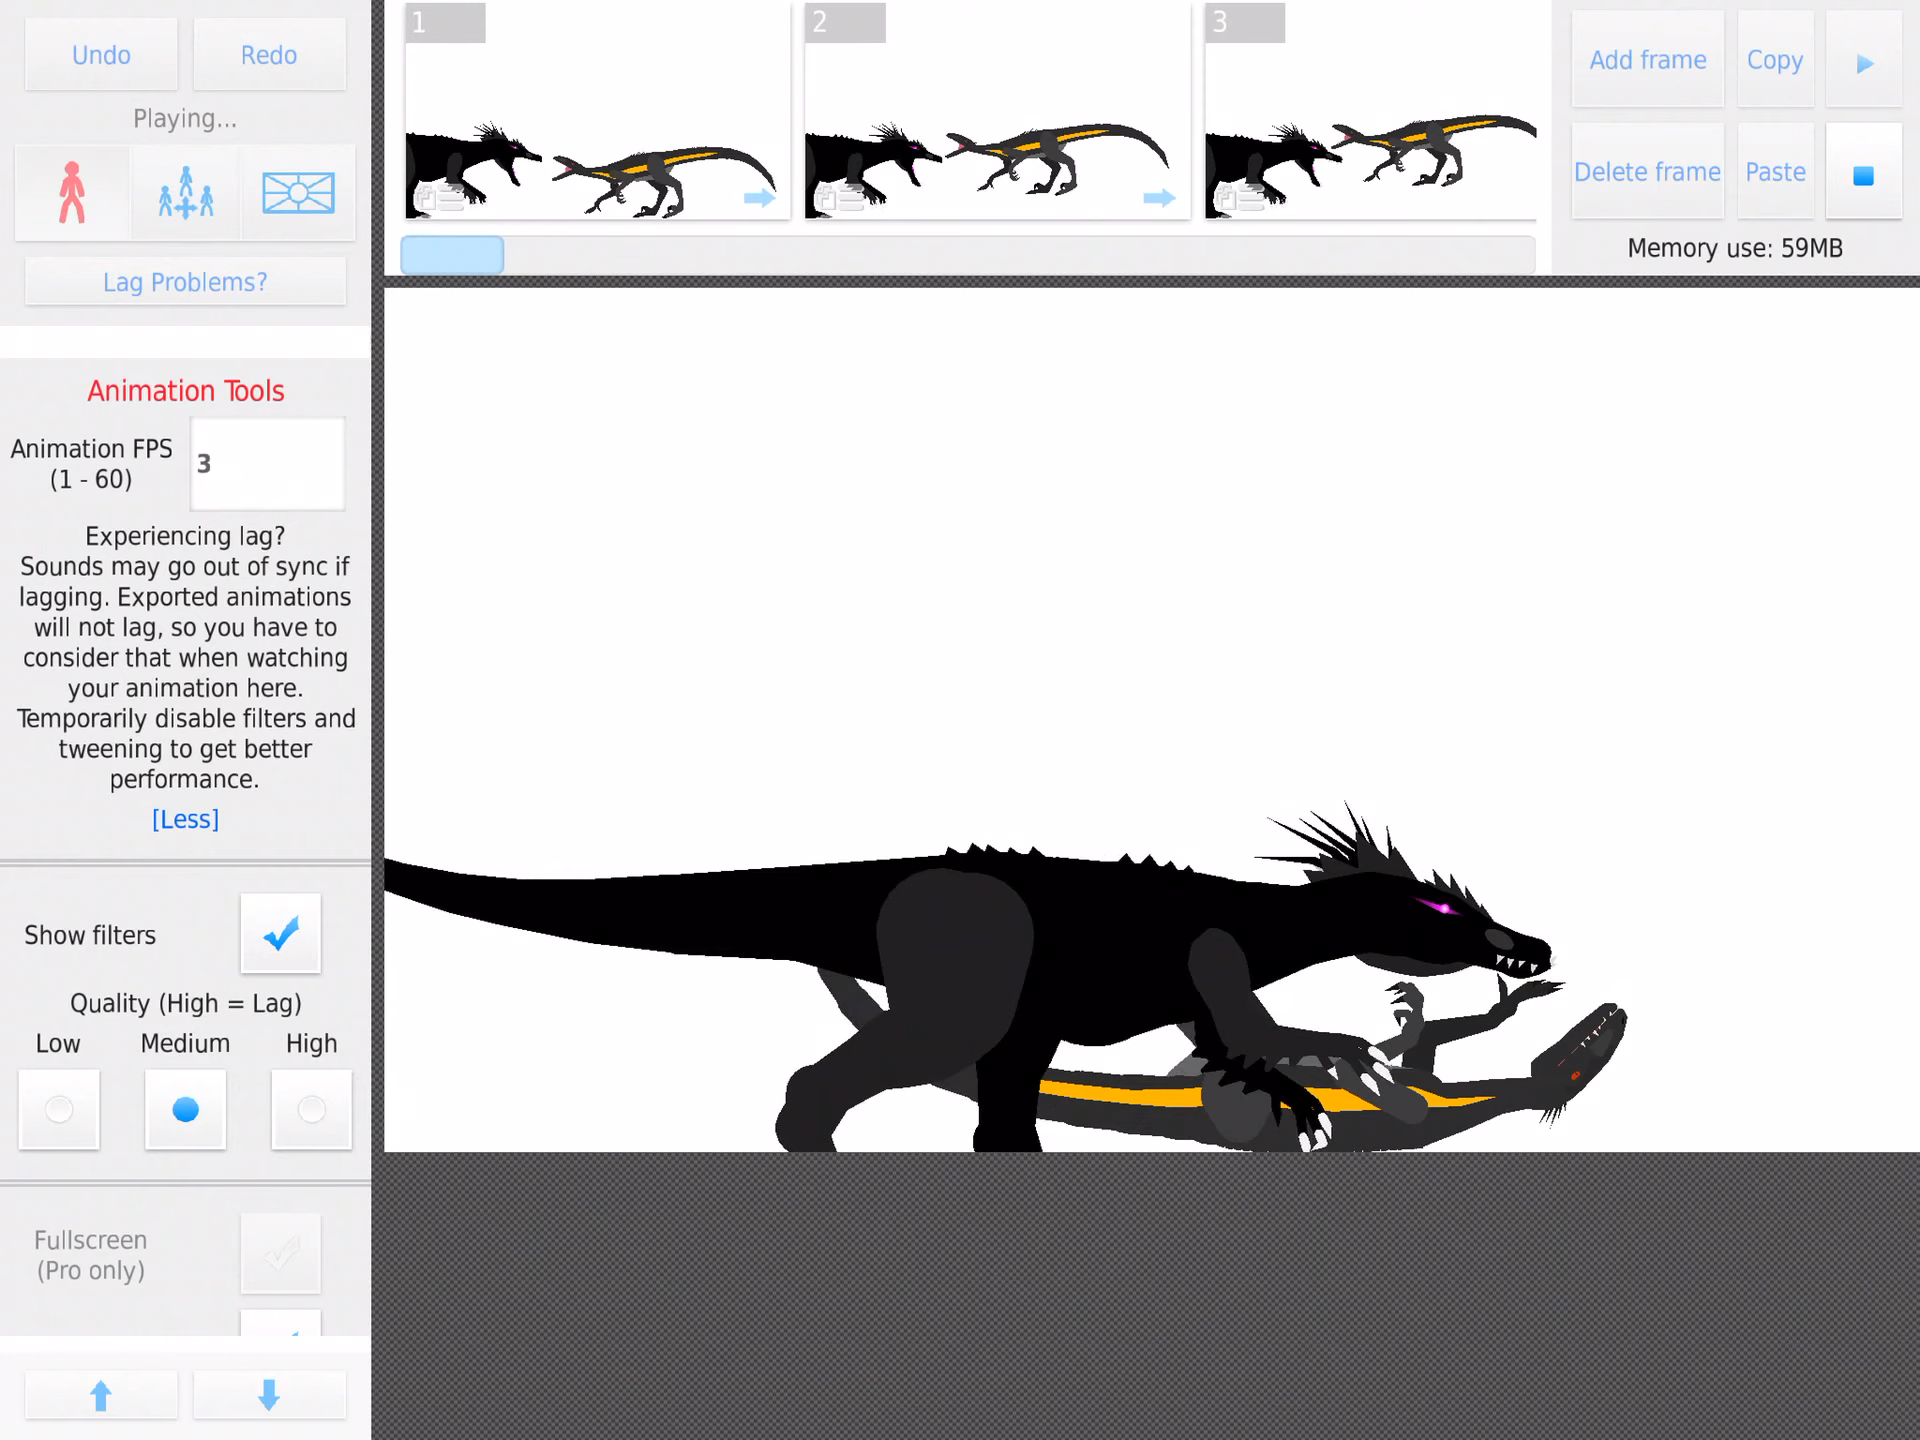 Undo
Redo
Playing...
Lag Problems?
1
2
3
Add frame
Copy
Delete frame
Paste
Memory use: 59MB
Animation Tools
Animation FPS
(1 - 60)
3
Experiencing lag?
Sounds may go out of sync if
lagging. Exported animations
will not lag, so you have to
consider that when watching
your animation here.
Temporarily disable filters and
tweening to get better
performance.
[Less]
Show filters
Quality (High = Lag)
Low
Medium
High
Fullscreen
(Pro only)